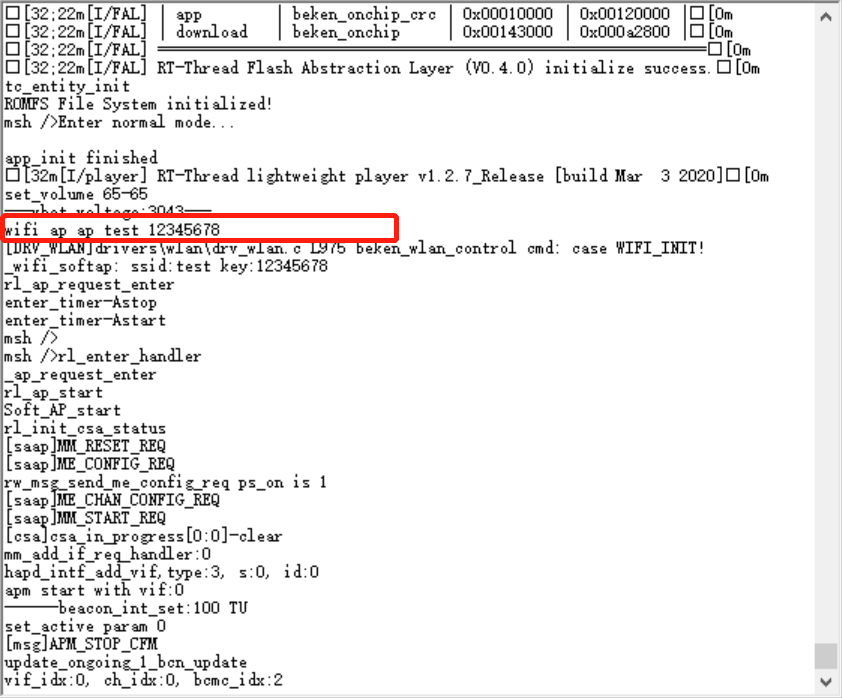 □[32;22m[I/FAL] | app | beken_onchip_crc | 0x00010000 | 0x00120000 |□[0m
□[32;22m[I/FAL] | download | beken_onchip | 0x00143000 | 0x000a2800 |□[0m
□[32;22m[I/FAL] =============================================================□[0m
□[32;22m[I/FAL] RT-Thread Flash Abstraction Layer (V0.4.0) initialize success.□[0m
tc_entity_init
ROMFS File System initialized!
msh />Enter normal mode...
app_init finished
□[32m[I/player] RT-Thread lightweight player v1.2.7_Release [build Mar  3 2020]□[0m
set_volume 65-65
---vbat voltage:3043---
wifi ap ap test 12345678
[DRV_WLAN]drivers\wlan\drv_wlan.c L975 beken_wlan_control cmd: case WIFI_INIT!
_wifi_softap: ssid:test key:12345678
rl_ap_request_enter
enter_timer-Astop
enter_timer-Astart
msh />
msh />rl_enter_handler
_ap_request_enter
rl_ap_start
Soft_AP_start
rl_init_csa_status
[saap]MM_RESET_REQ
[saap]ME_CONFIG_REQ
rw_msg_send_me_config_req ps_on is 1
[saap]ME_CHAN_CONFIG_REQ
[saap]MM_START_REQ
[csa]csa_in_progress[0:0]-clear
mm_add_if_req_handler:0
hapd_intf_add_vif,type:3, s:0, id:0
apm start with vif:0
------beacon_int_set:100 TU
set_active param 0
[msg]APM_STOP_CFM
update_ongoing_1_bcn_update
vif_idx:0, ch_idx:0, bcmc_idx:2